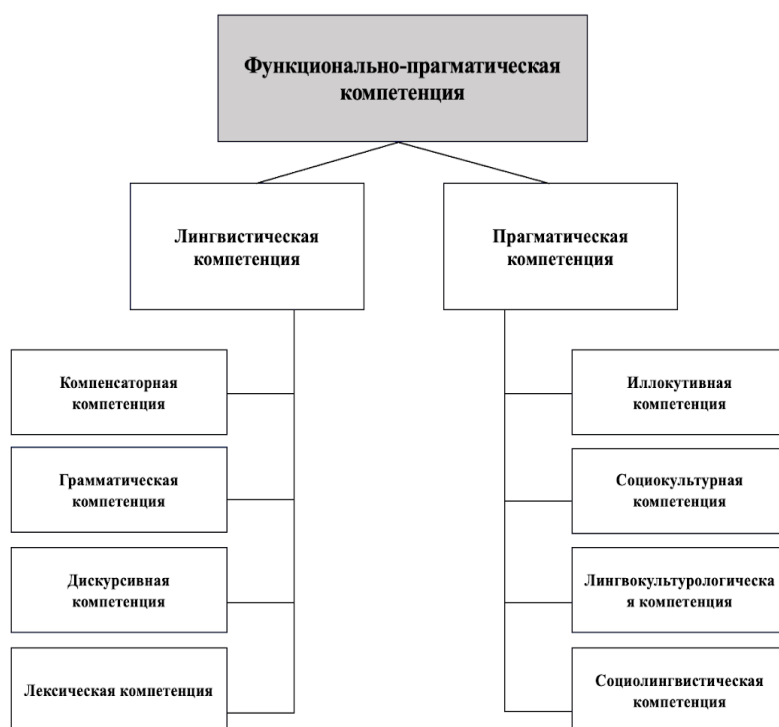 Функционально-прагматическая
компетенция
Лингвистическая
компетенция
Прагматическая
компетенция
Компенсаторная
компетенция
Иллокутивная
компетенция
Грамматическая
компетенция
Социокультурная
компетенция
Дискурсивная
компетенция
Лингвокультурологическа
я компетенция
Лексическая компетенция
Социолингвистическая
компетенция